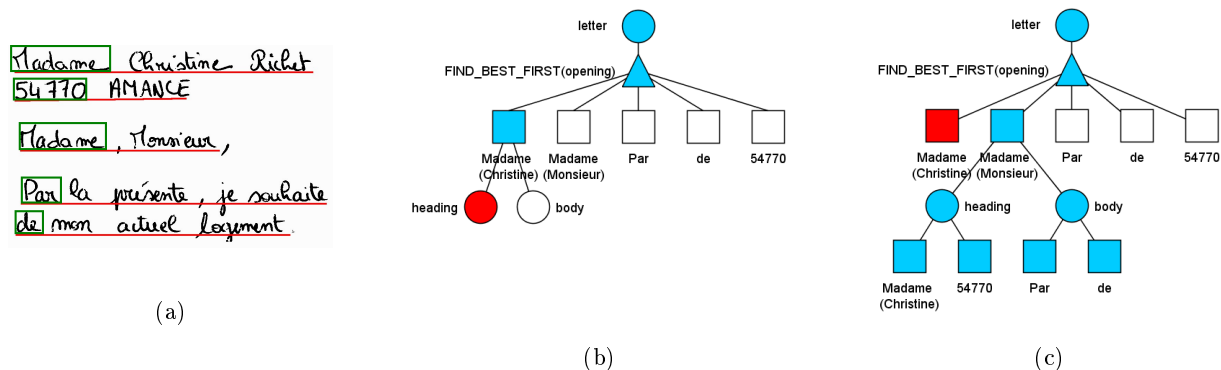 Madame Christine Richet
54770 AMANCE
Madame, Monsieur,
Par la présente, je souhaite
de mon actuel logement.
(a)
letter
FIND_BEST_FIRST(opening)
Madame (Christine)
Madame (Monsieur)
Par
de
54770
heading
body
(b)
letter
FIND_BEST_FIRST(opening)
Madame (Christine)
Madame (Monsieur)
Par
de
54770
heading
body
Madame (Christine)
54770
Par
de
(c)